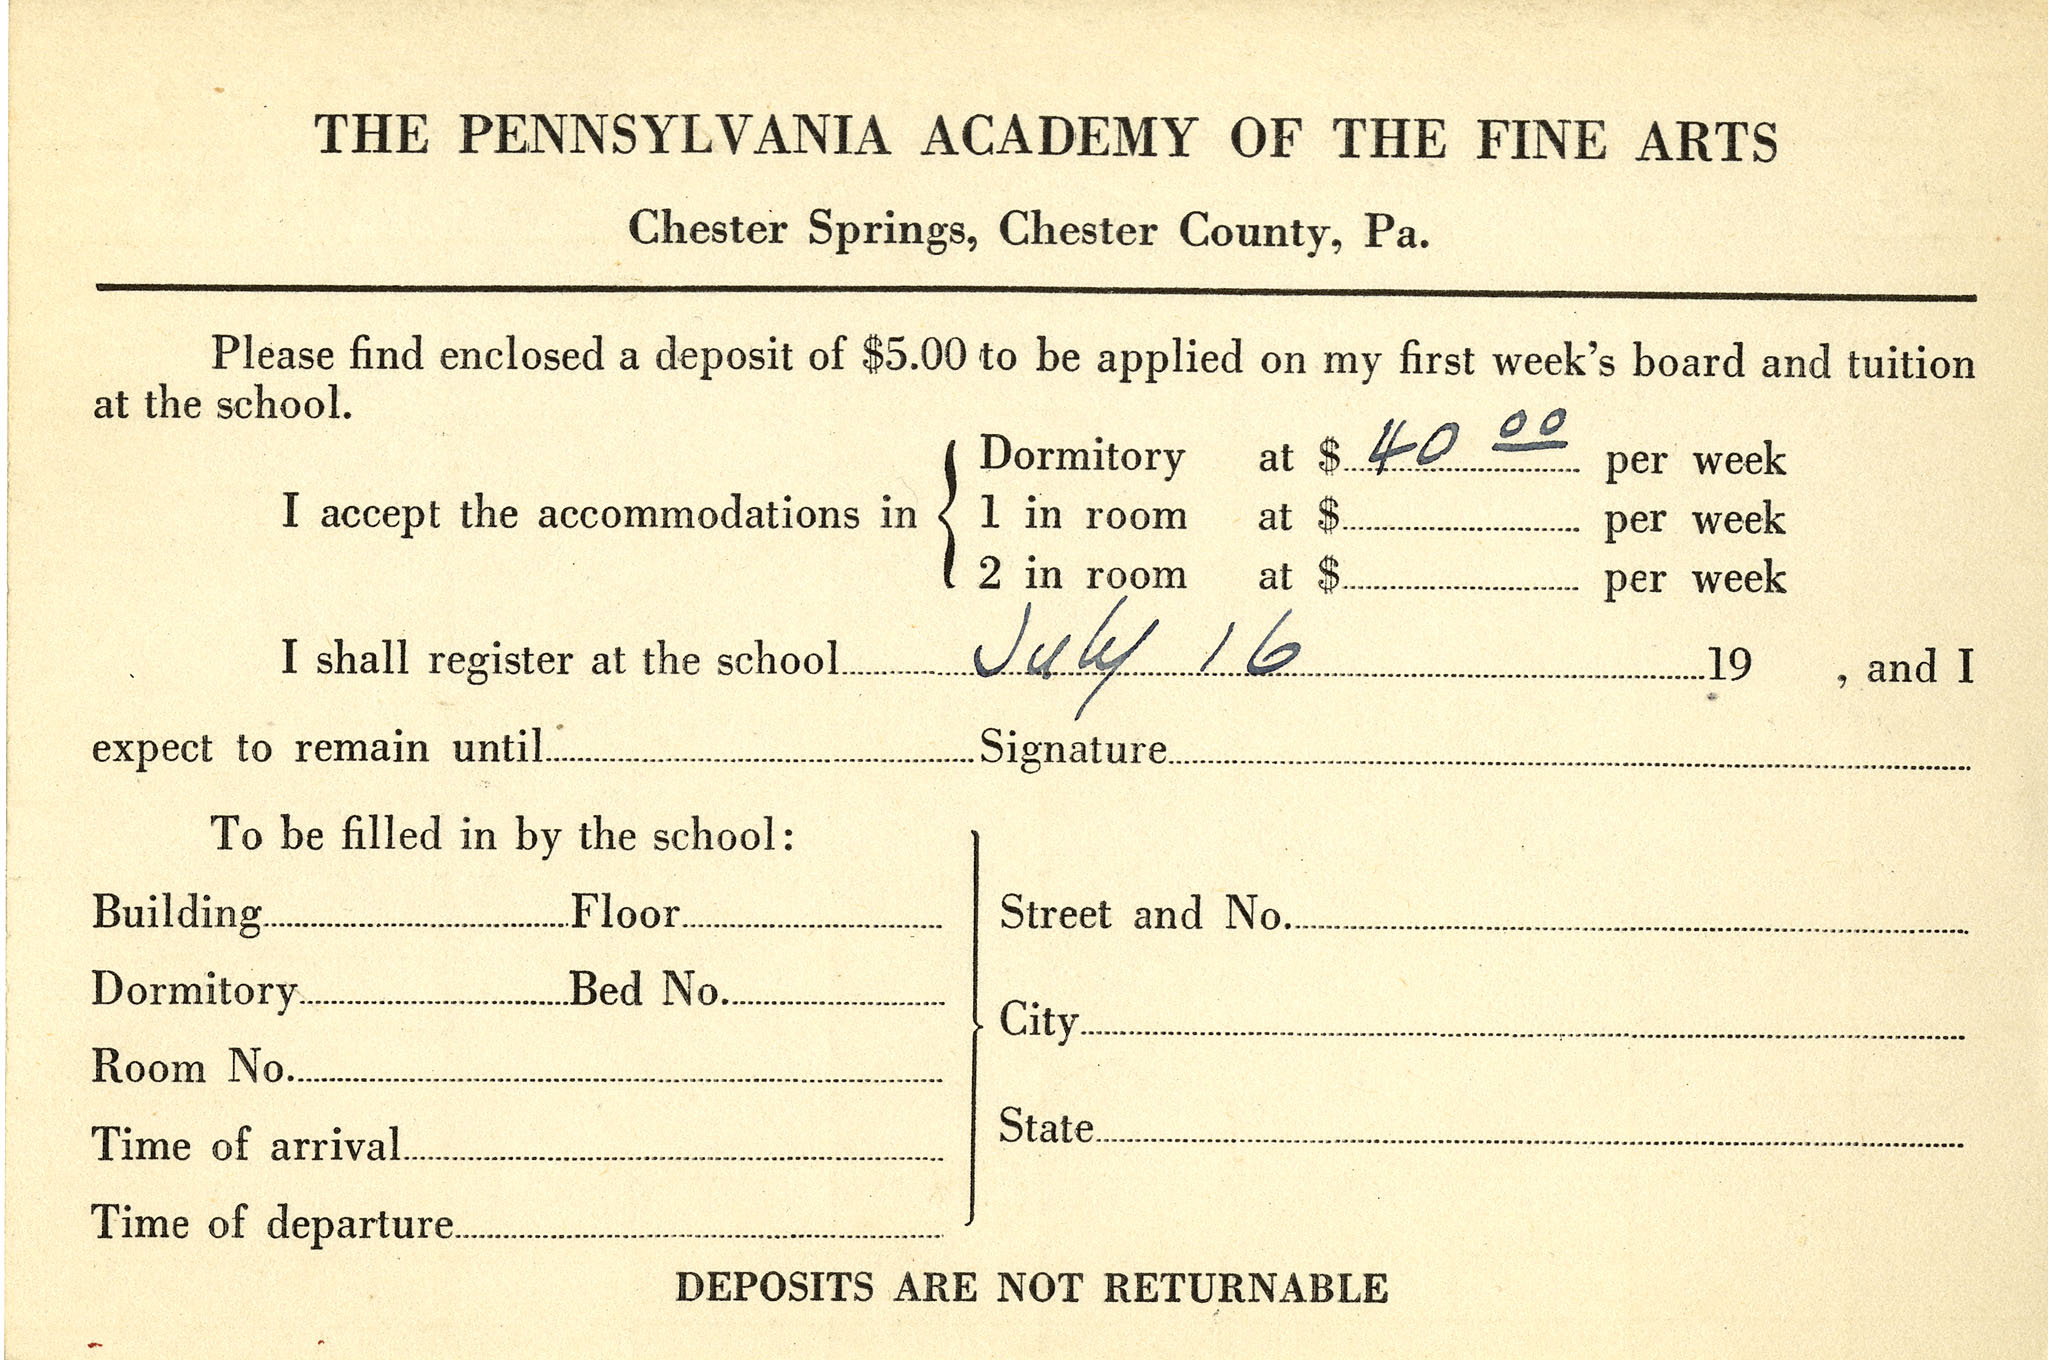 THE PENNSYLVANIA ACADEMY OF THE FINE ARTS
Chester Springs, Chester County, Pa.
Please find enclosed a deposit of $5.00 to be applied on my first week's board and tuition
at the school.
Dormitory at $ 40 00 per week
I accept the accommodations in 1 in room at $ per week
2 in room at $ per week
I shall register at the school July 16 19 , and I
expect to remain until Signature
To be filled in by the school:
Building Floor Street and No.
Dormitory Bed No.
City
Room No.
State
Time of arrival
Time of departure
DEPOSITS ARE NOT RETURNABLE